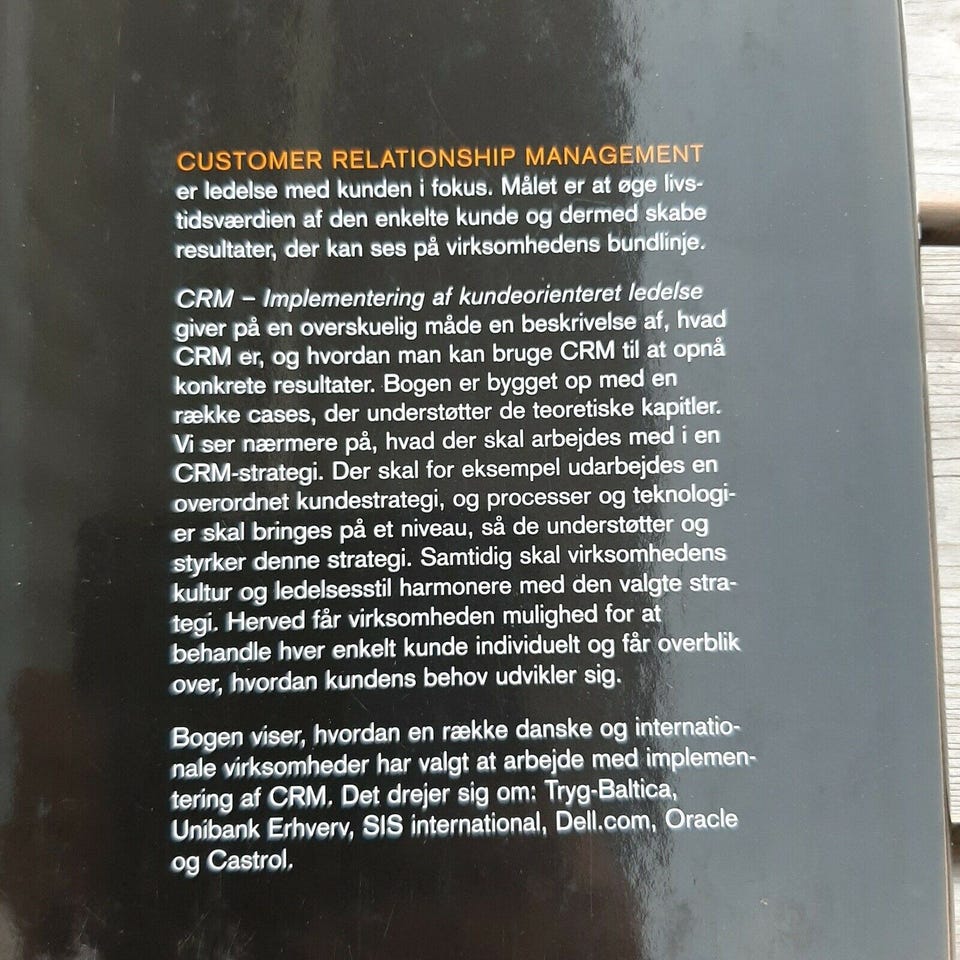 CUSTOMER RELATIONSHIP MANAGEMENT
er ledelse med kunden i fokus. Målet er at øge livs-
tidsværdien af den enkelte kunde og dermed skabe
resultater, der kan ses på virksomhedens bundlinje.
CRM – Implementering af kundeorienteret ledelse
giver på en overskuelig måde en beskrivelse af, hvad
CRM er, og hvordan man kan bruge CRM til at opnå
konkrete resultater. Bogen er bygget op med en
række cases, der understøtter de teoretiske kapitler.
Vi ser nærmere på, hvad der skal arbejdes med i en
CRM-strategi. Der skal for eksempel udarbejdes en
overordnet kundestrategi, og processer og teknologi-
er skal bringes på et niveau, så de understøtter og
styrker denne strategi. Samtidig skal virksomhedens
kultur og ledelsesstil harmonere med den valgte stra-
tegi. Herved får virksomheden mulighed for at
behandle hver enkelt kunde individuelt og får overblik
over, hvordan kundens behov udvikler sig.
Bogen viser, hvordan en række danske og internatio-
nale virksomheder har valgt at arbejde med implemen-
tering af CRM. Det drejer sig om: Tryg-Baltica,
Unibank Erhverv, SIS international, Dell.com, Oracle
og Castrol.